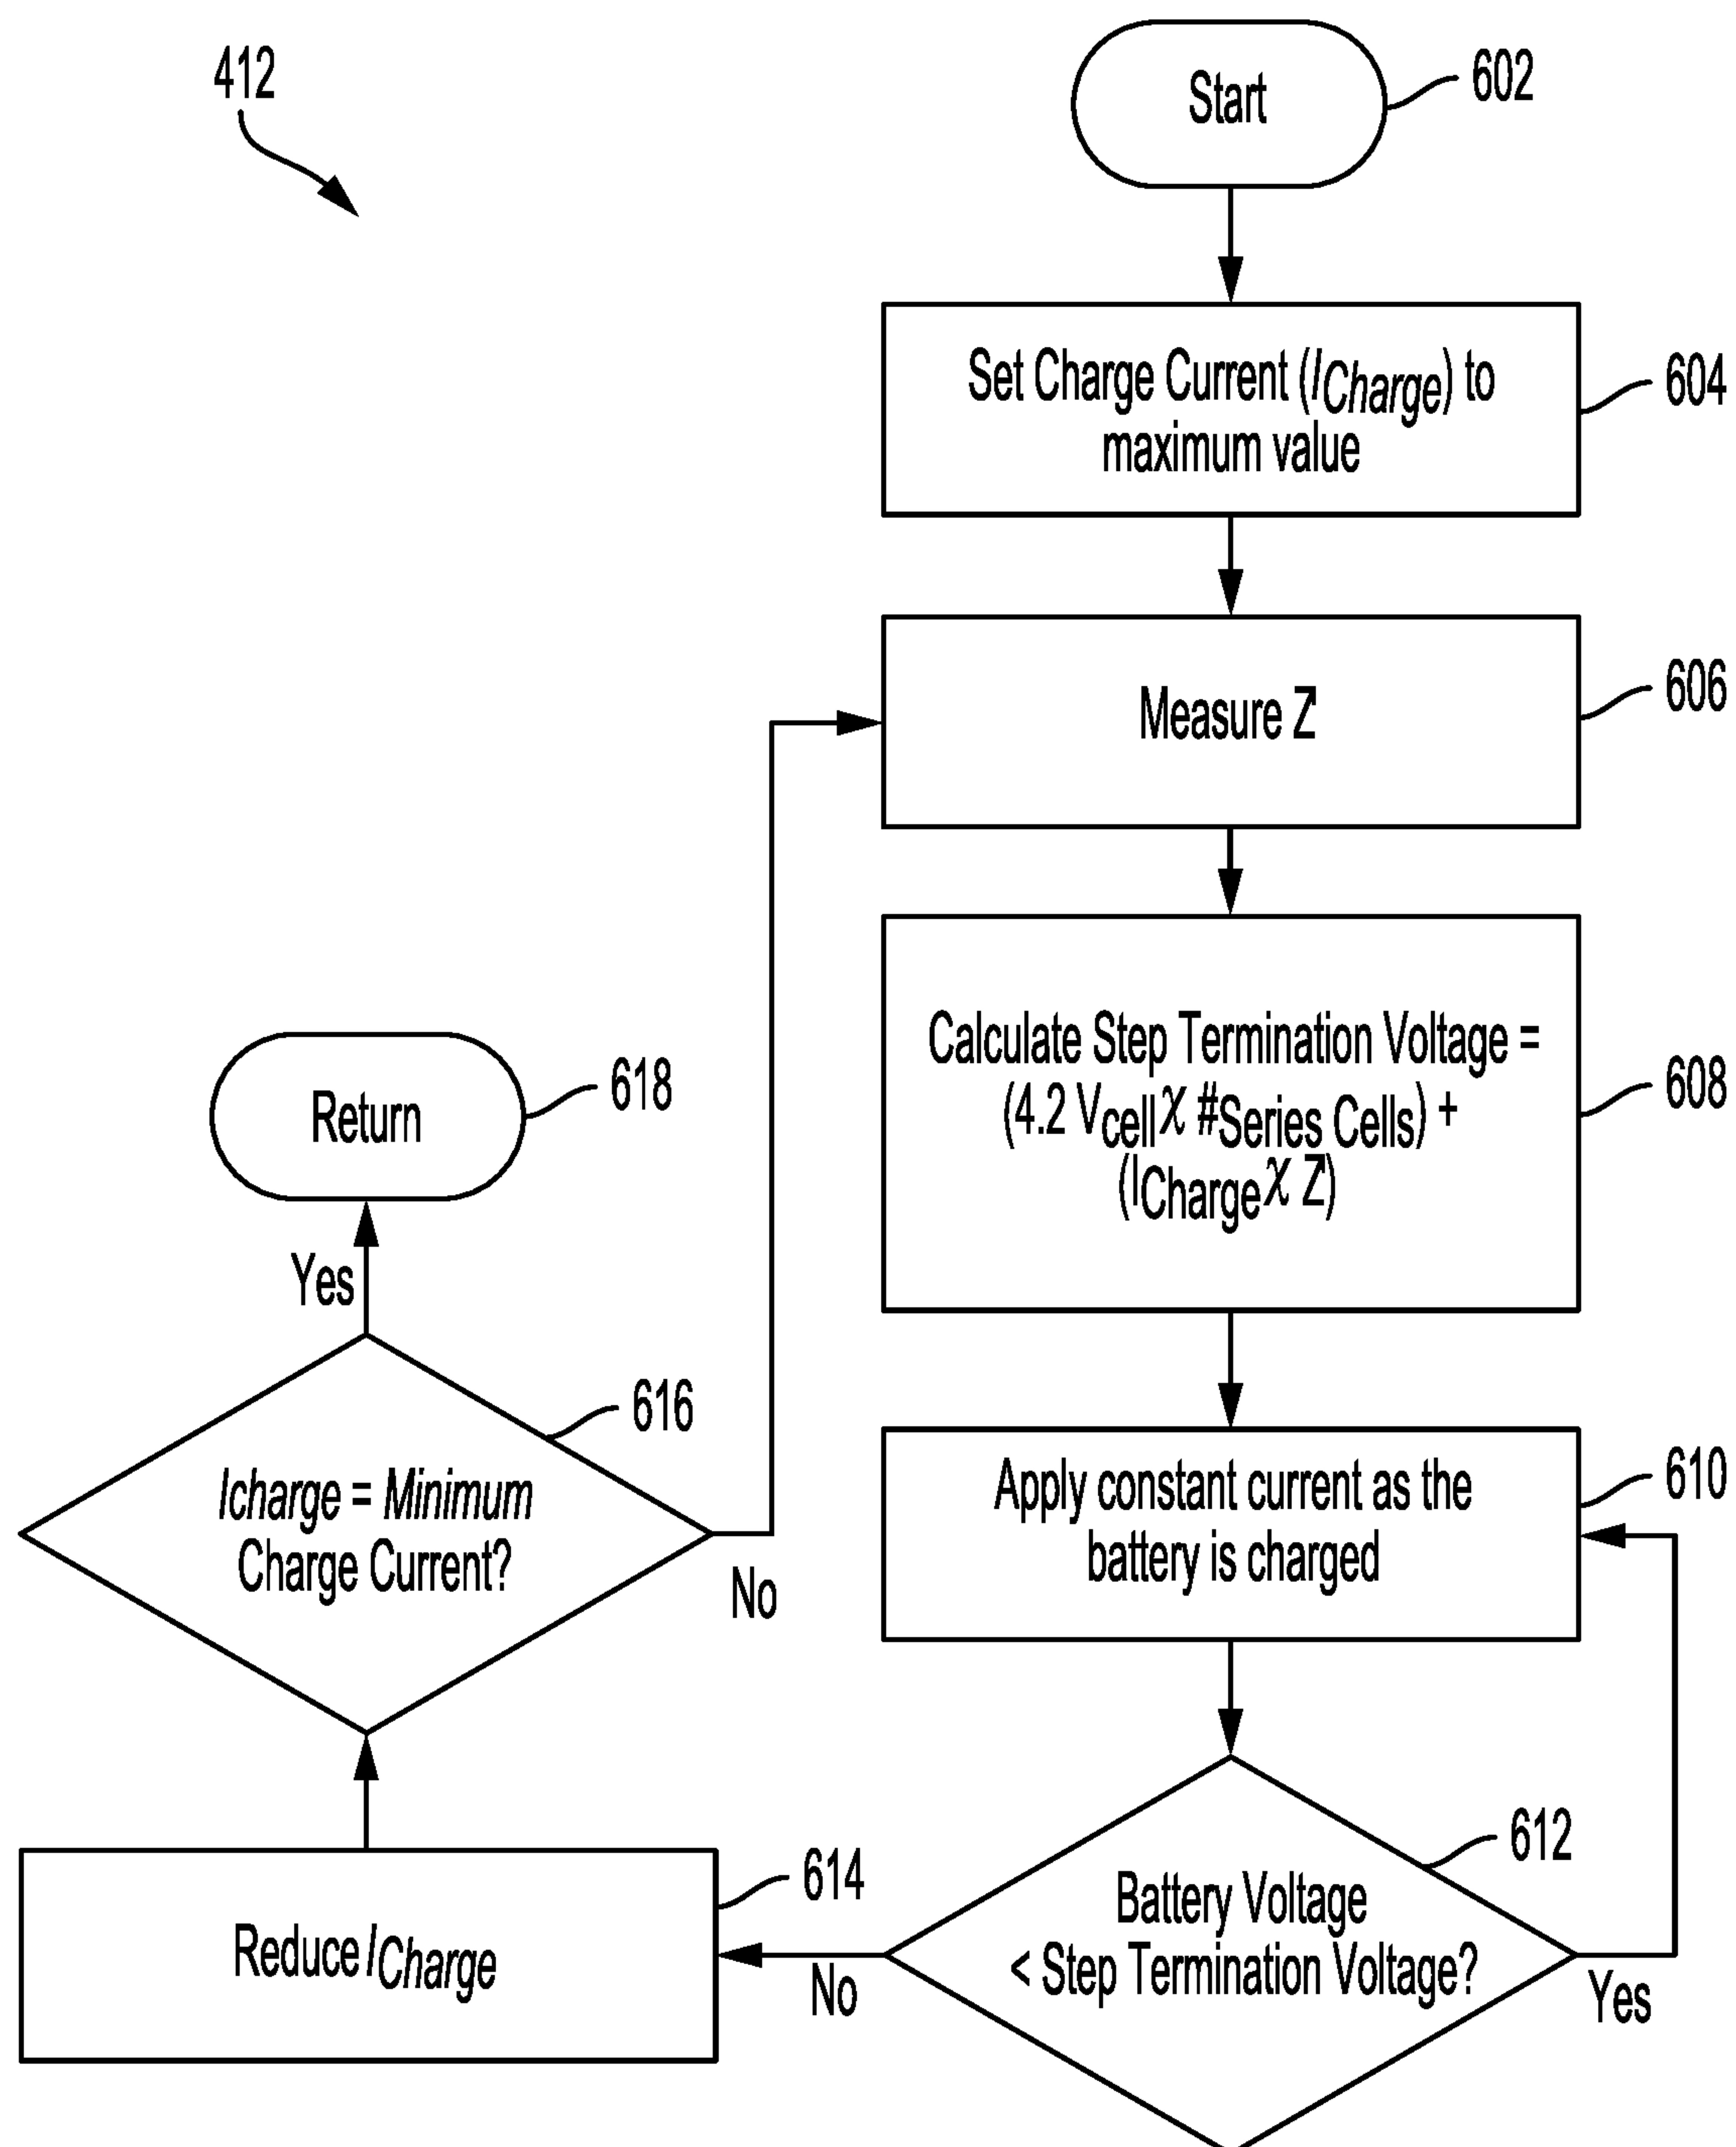 412
Start
602
Set Charge Current (ICharge) to
maximum value
604
Measure Z
606
Calculate Step Termination Voltage =
(4.2 Vcell χ #Series Cells) +
(ICharge χ Z)
608
Apply constant current as the
battery is charged
610
Battery Voltage
< Step Termination Voltage?
612
Yes
No
Reduce ICharge
614
Icharge = Minimum
Charge Current?
616
No
Yes
Return
618